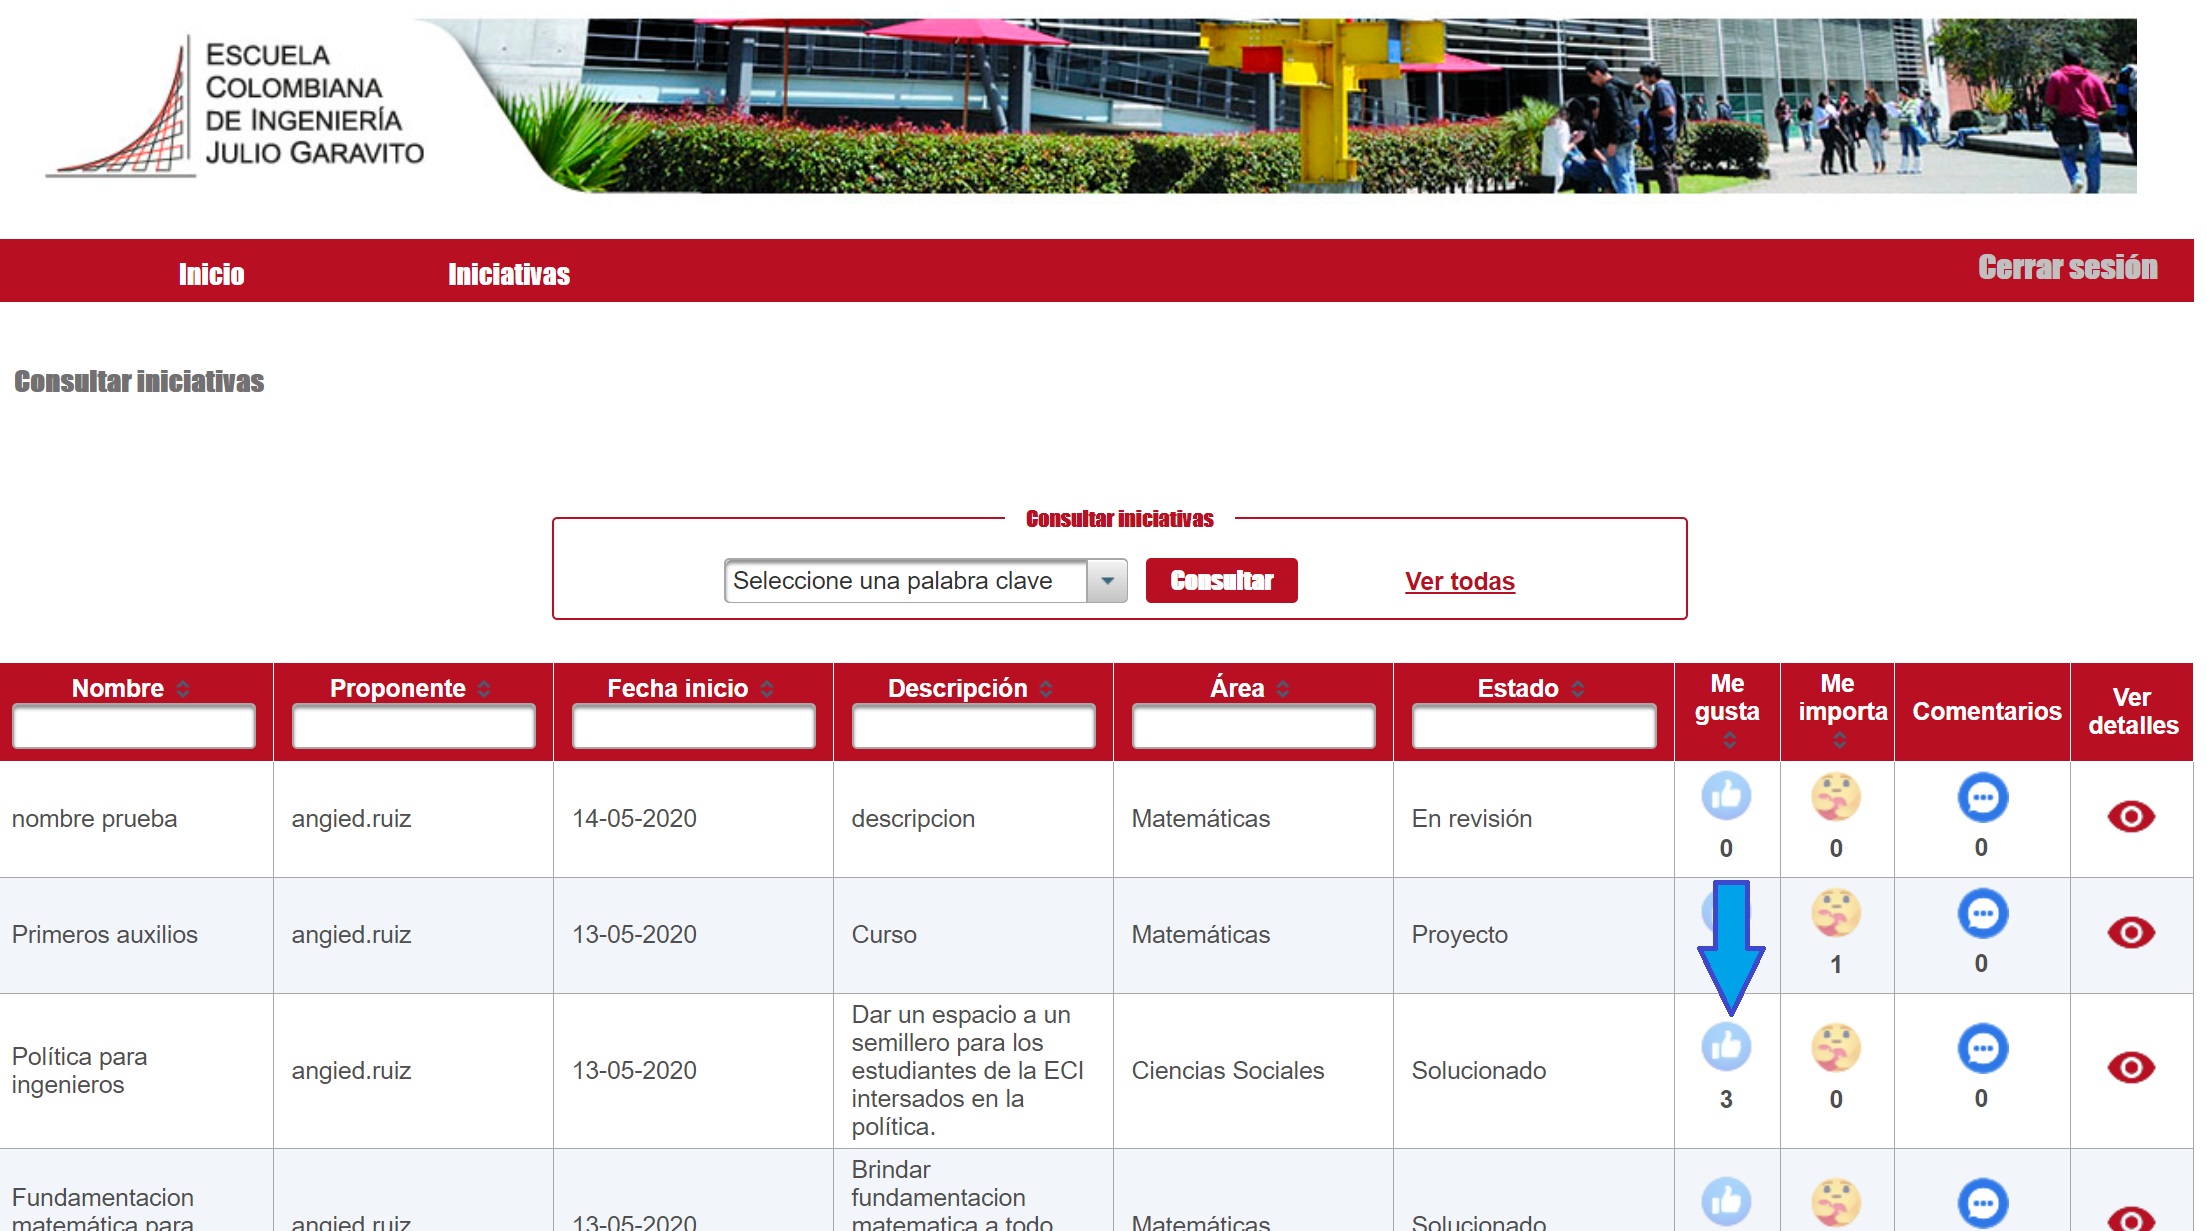 ESCUELA
COLOMBIANA
DE INGENIERÍA
JULIO GARAVITO
Inicio
Iniciativas
Cerrar sesión
Consultar iniciativas
Consultar iniciativas
Seleccione una palabra clave
Consultar
Ver todas
Nombre
Proponente
Fecha inicio
Descripción
Área
Estado
Me
gusta
Me
importa
Comentarios
Ver
detalles
nombre prueba
angied.ruiz
14-05-2020
descripcion
Matemáticas
En revisión
0
0
0
Primeros auxilios
angied.ruiz
13-05-2020
Curso
Matemáticas
Proyecto
1
0
Política para
ingenieros
angied.ruiz
13-05-2020
Dar un espacio a un
semillero para los
estudiantes de la ECI
intersados en la
política.
Ciencias Sociales
Solucionado
3
0
0
Fundamentacion
matemática para
angied.ruiz
13-05-2020
Brindar
fundamentacion
matematica a todo
Matemáticas
Solucionado